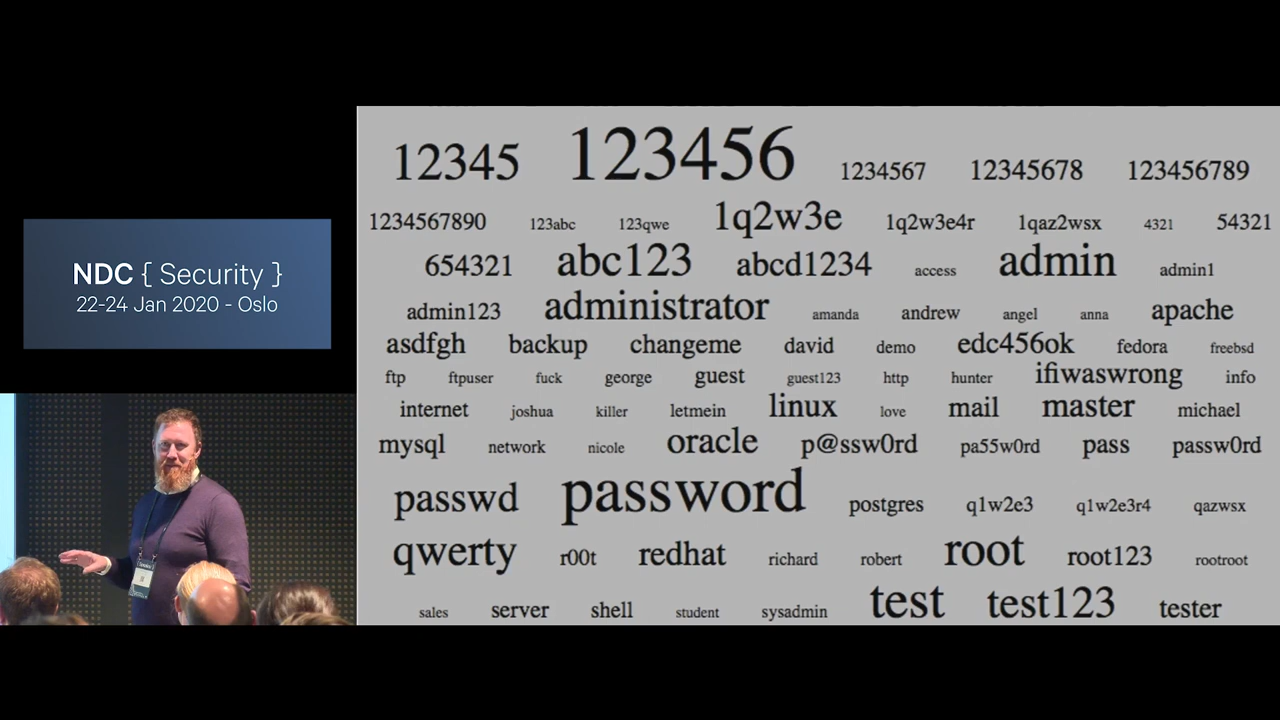 NDC { Security }
22-24 Jan 2020 - Oslo
12345 123456 1234567 12345678 123456789
1234567890 123abc 123qwe 1q2w3e 1q2w3e4r 1qaz2wsx 4321 54321
654321 abc123 abcd1234 access admin admin1
admin123 administrator amanda andrew angel anna apache
asdfgh backup changeme david demo edc456ok fedora freebsd
ftp ftpuser fuck george guest guest123 http hunter ifiwaswrong info
internet joshua killer letmein linux love mail master michael
mysql network nicole oracle p@ssw0rd pa55w0rd pass passw0rd
passwd password postgres q1w2e3 q1w2e3r4 qazwsx
qwerty r00t redhat richard robert root root123 rootroot
sales server shell student sysadmin test test123 tester